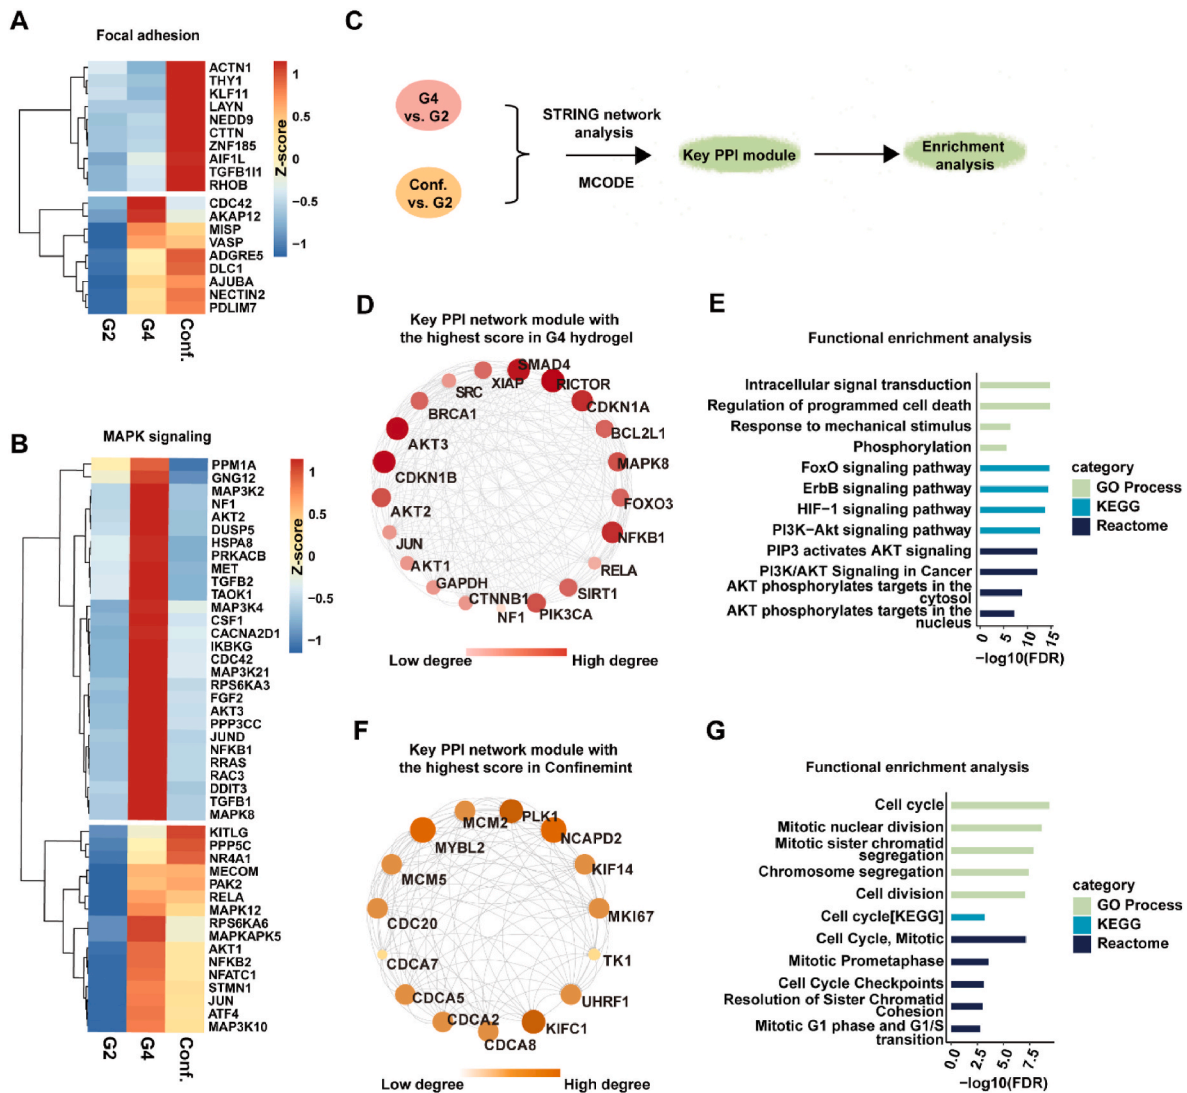 A
Focal adhesion
ACTN1
THY1
KLF11
LAYN
NEDD9
CTTN
ZNF185
AIF1L
TGFB1I1
RHOB
CDC42
AKAP12
MISP
VASP
ADGRE5
DLC1
AJUBA
NECTIN2
PDLIM7
G2
G4
Conf.
1
0.5
0
−0.5
−1
Z-score
B
MAPK signaling
PPM1A
GNG12
MAP3K2
NF1
AKT2
DUSP5
HSPA8
PRKACB
MET
TGFB2
TAOK1
MAP3K4
CSF1
CACNA2D1
IKBKG
CDC42
MAP3K21
RPS6KA3
FGF2
AKT3
PPP3CC
JUND
NFKB1
RRAS
RAC3
DDIT3
TGFB1
MAPK8
KITLG
PPP5C
NR4A1
MECOM
PAK2
RELA
MAPK12
RPS6KA6
MAPKAPK5
AKT1
NFKB2
NFATC1
STMN1
JUN
ATF4
MAP3K10
G2
G4
Conf.
1
0.5
0
−0.5
−1
Z-score
C
G4
vs. G2
Conf.
vs. G2
STRING network
analysis
MCODE
Key PPI module
Enrichment
analysis
D
Key PPI network module with
the highest score in G4 hydrogel
SMAD4
RICTOR
CDKN1A
BCL2L1
MAPK8
FOXO3
NFKB1
RELA
SIRT1
PIK3CA
NF1
CTNNB1
GAPDH
AKT1
JUN
AKT2
CDKN1B
AKT3
BRCA1
SRC
XIAP
Low degree
High degree
E
Functional enrichment analysis
Intracellular signal transduction
Regulation of programmed cell death
Response to mechanical stimulus
Phosphorylation
FoxO signaling pathway
ErbB signaling pathway
HIF−1 signaling pathway
PI3K−Akt signaling pathway
PIP3 activates AKT signaling
PI3K/AKT Signaling in Cancer
AKT phosphorylates targets in the
cytosol
AKT phosphorylates targets in the
nucleus
0
5
10
15
−log10(FDR)
category
GO Process
KEGG
Reactome
F
Key PPI network module with
the highest score in Confinemint
PLK1
NCAPD2
KIF14
MKI67
TK1
UHRF1
KIFC1
CDCA8
CDCA2
CDCA5
CDCA7
CDC20
MCM5
MYBL2
MCM2
Low degree
High degree
G
Functional enrichment analysis
Cell cycle
Mitotic nuclear division
Mitotic sister chromatid
segregation
Chromosome segregation
Cell division
Cell cycle[KEGG]
Cell Cycle, Mitotic
Mitotic Prometaphase
Cell Cycle Checkpoints
Resolution of Sister Chromatid
Cohesion
Mitotic G1 phase and G1/S
transition
0.0
2.5
5.0
7.5
−log10(FDR)
category
GO Process
KEGG
Reactome